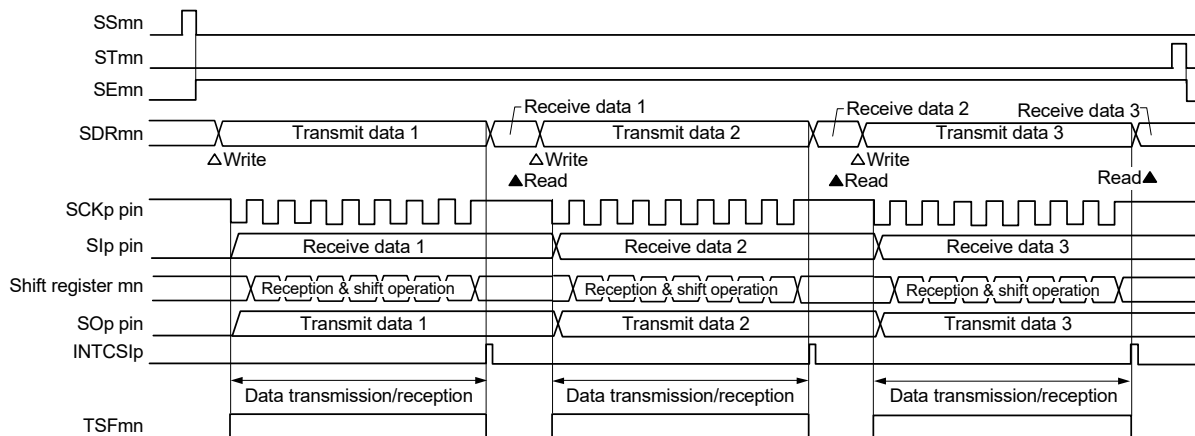 SSmn
STmn
SEmn
Receive data 1
Receive data 2
Receive data 3
SDRmn
Transmit data 1
Transmit data 2
Transmit data 3
△Write
△Write
△Write
▲Read
▲Read
Read▲
SCKp pin
SIp pin
Receive data 1
Receive data 2
Receive data 3
Shift register mn
Reception & shift operation
Reception & shift operation
Reception & shift operation
SOp pin
Transmit data 1
Transmit data 2
Transmit data 3
INTCSIp
Data transmission/reception
Data transmission/reception
Data transmission/reception
TSFmn